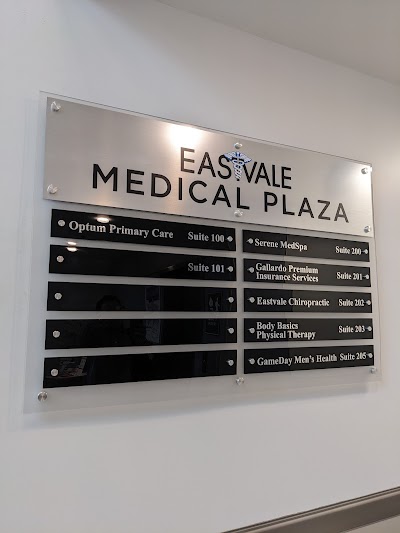 EASTVALE
MEDICAL PLAZA
Optum Primary Care Suite 100
Suite 101
Serene MedSpa Suite 200
Gallardo Premium
Insurance Services Suite 201
Eastvale Chiropractic Suite 202
Body Basics
Physical Therapy Suite 203
GameDay Men's Health Suite 205